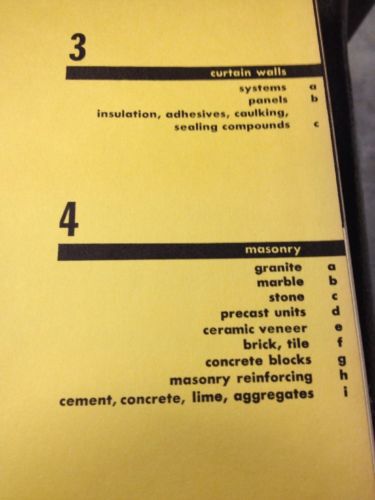 3
curtain walls
systems a
panels b
insulation, adhesives, caulking,
sealing compounds c
4
masonry
granite a
marble b
stone c
precast units d
ceramic veneer e
brick, tile f
concrete blocks g
masonry reinforcing h
cement, concrete, lime, aggregates i